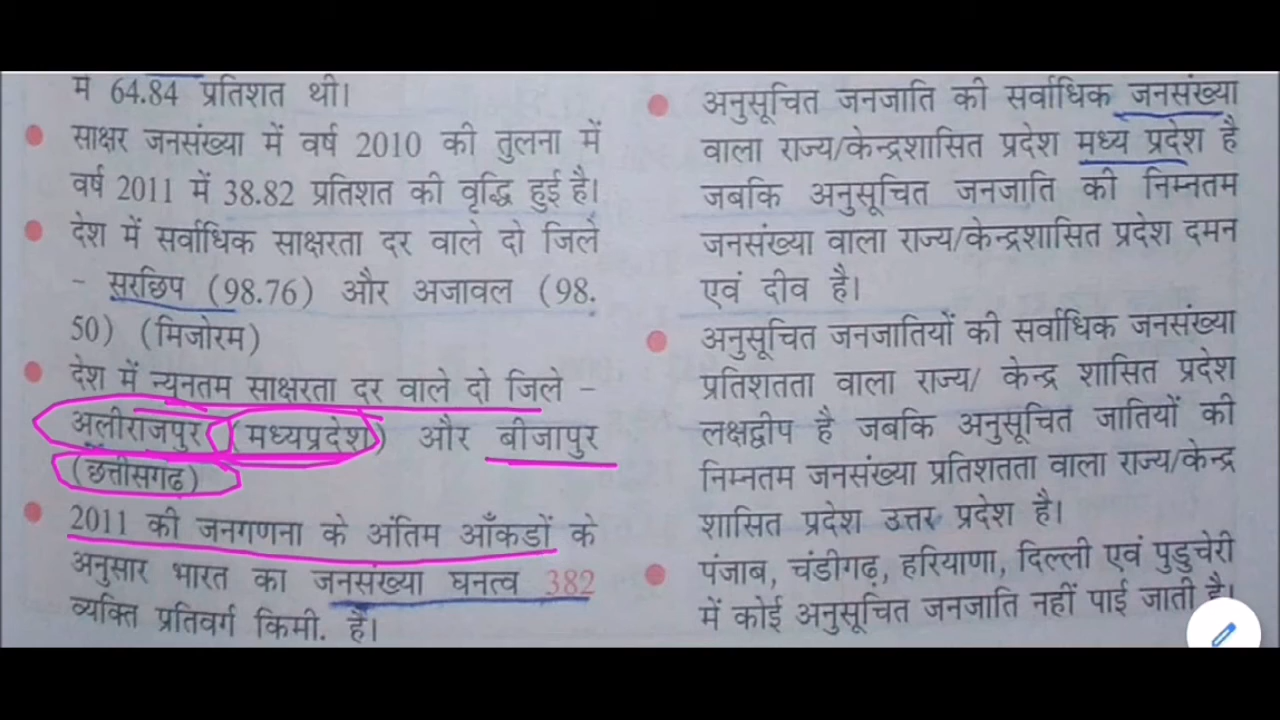 में 64.84 प्रतिशत थी।
साक्षर जनसंख्या में वर्ष 2010 की तुलना में
वर्ष 2011 में 38.82 प्रतिशत की वृद्धि हुई है।
देश में सर्वाधिक साक्षरता दर वाले दो जिले
- सरछिप (98.76) और अजावल (98.
50) (मिजोरम)
देश में न्यूनतम साक्षरता दर वाले दो जिले -
अलीराजपुर (मध्यप्रदेश) और बीजापुर
(छत्तीसगढ़)
2011 की जनगणना के अंतिम आँकडों के
अनुसार भारत का जनसंख्या घनत्व 382
व्यक्ति प्रतिवर्ग किमी. है।
अनुसूचित जनजाति की सर्वाधिक जनसंख्या
वाला राज्य/केन्द्रशासित प्रदेश मध्य प्रदेश है
जबकि अनुसूचित जनजाति की निम्नतम
जनसंख्या वाला राज्य/केन्द्रशासित प्रदेश दमन
एवं दीव है।
अनुसूचित जनजातियों की सर्वाधिक जनसंख्या
प्रतिशतता वाला राज्य/ केन्द्र शासित प्रदेश
लक्षद्वीप है जबकि अनुसूचित जातियों की
निम्नतम जनसंख्या प्रतिशतता वाला राज्य/केन्द्र
शासित प्रदेश उत्तर प्रदेश है।
पंजाब, चंडीगढ़, हरियाणा, दिल्ली एवं पुडुचेरी
में कोई अनुसूचित जनजाति नहीं पाई जाती है।